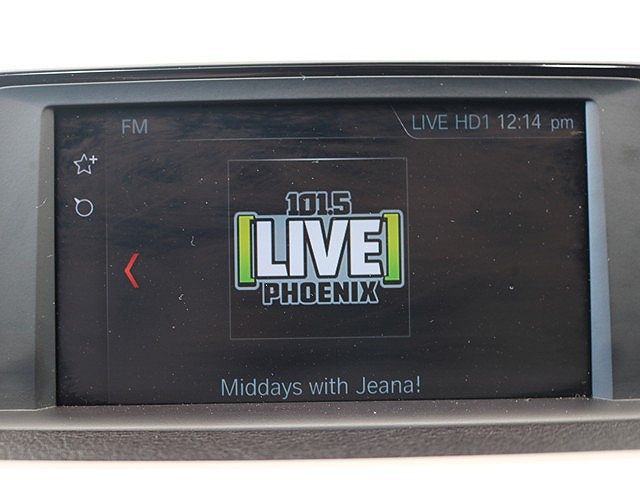 FM
LIVE HD1 12:14 pm
101.5
[LIVE]
PHOENIX
Middays with Jeana!